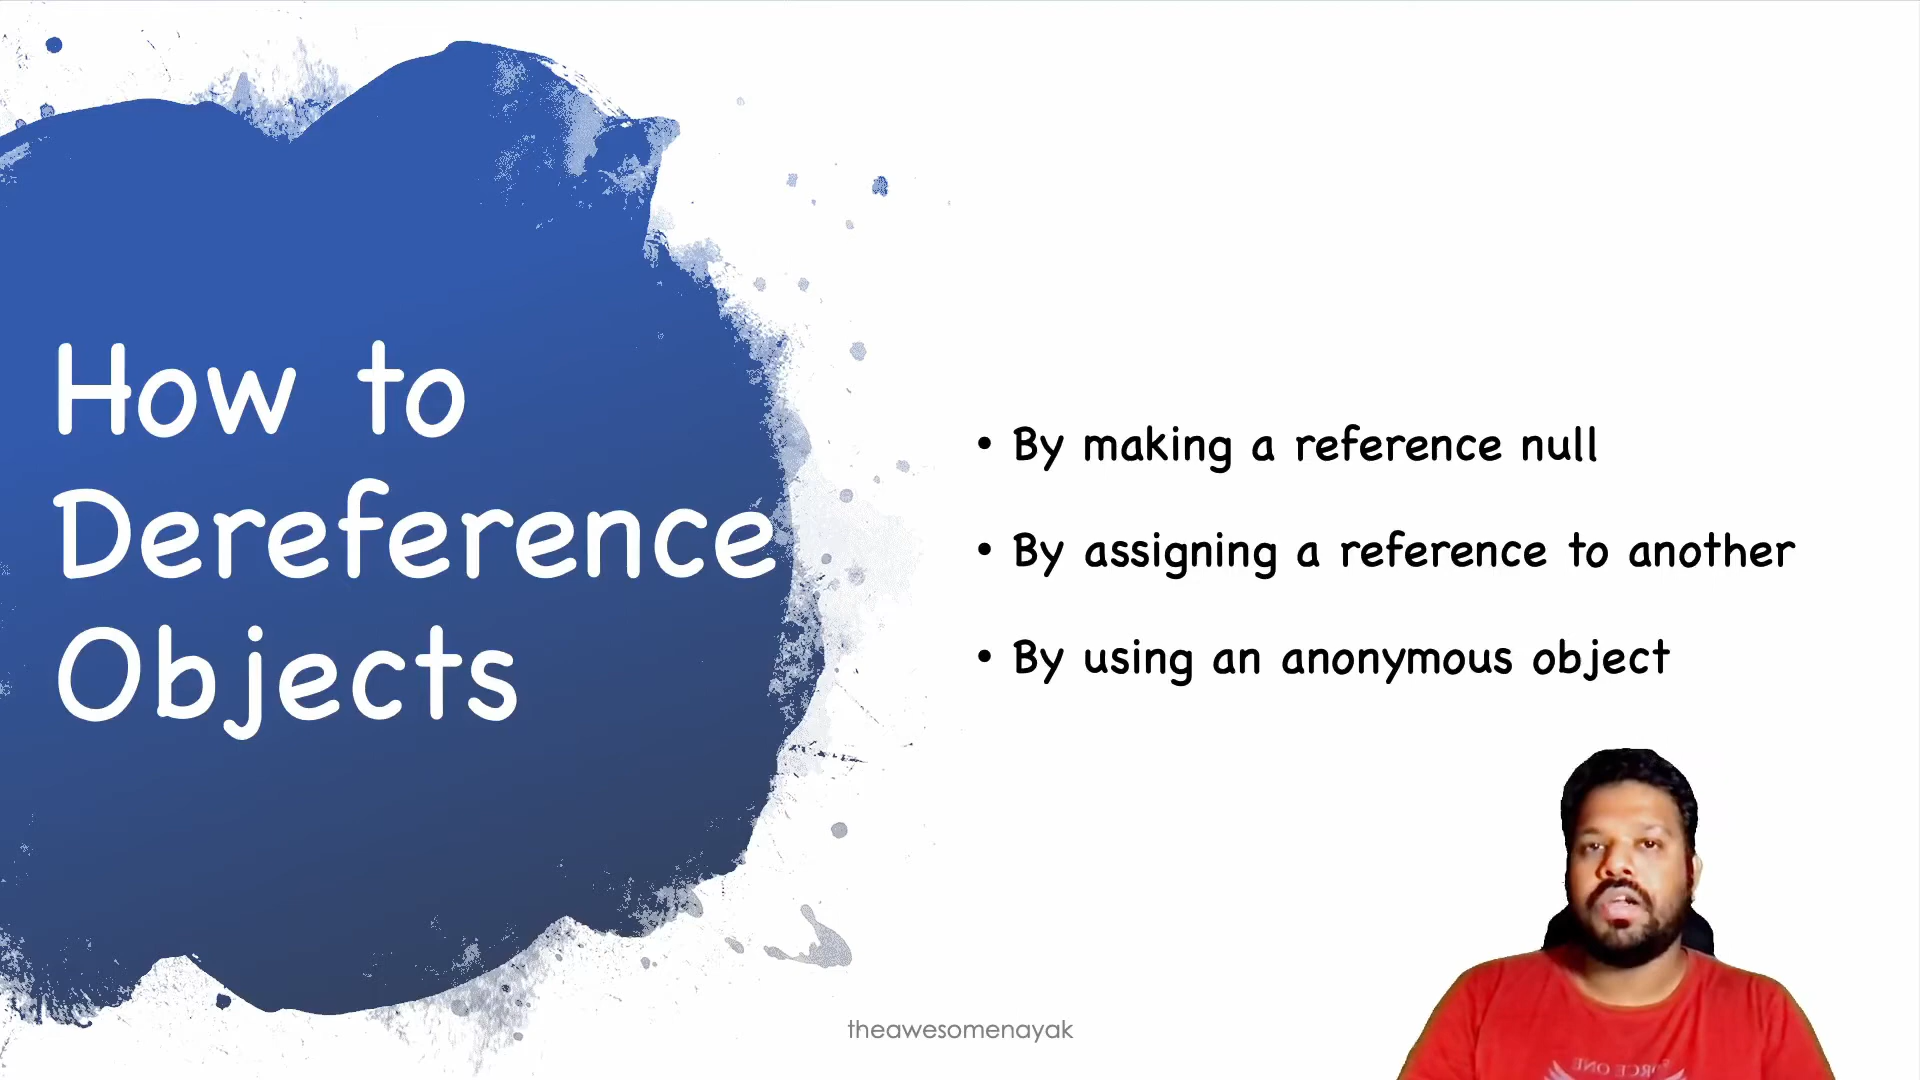 How to
Dereference
Objects
• By making a reference null
• By assigning a reference to another
• By using an anonymous object
theawesomenayak